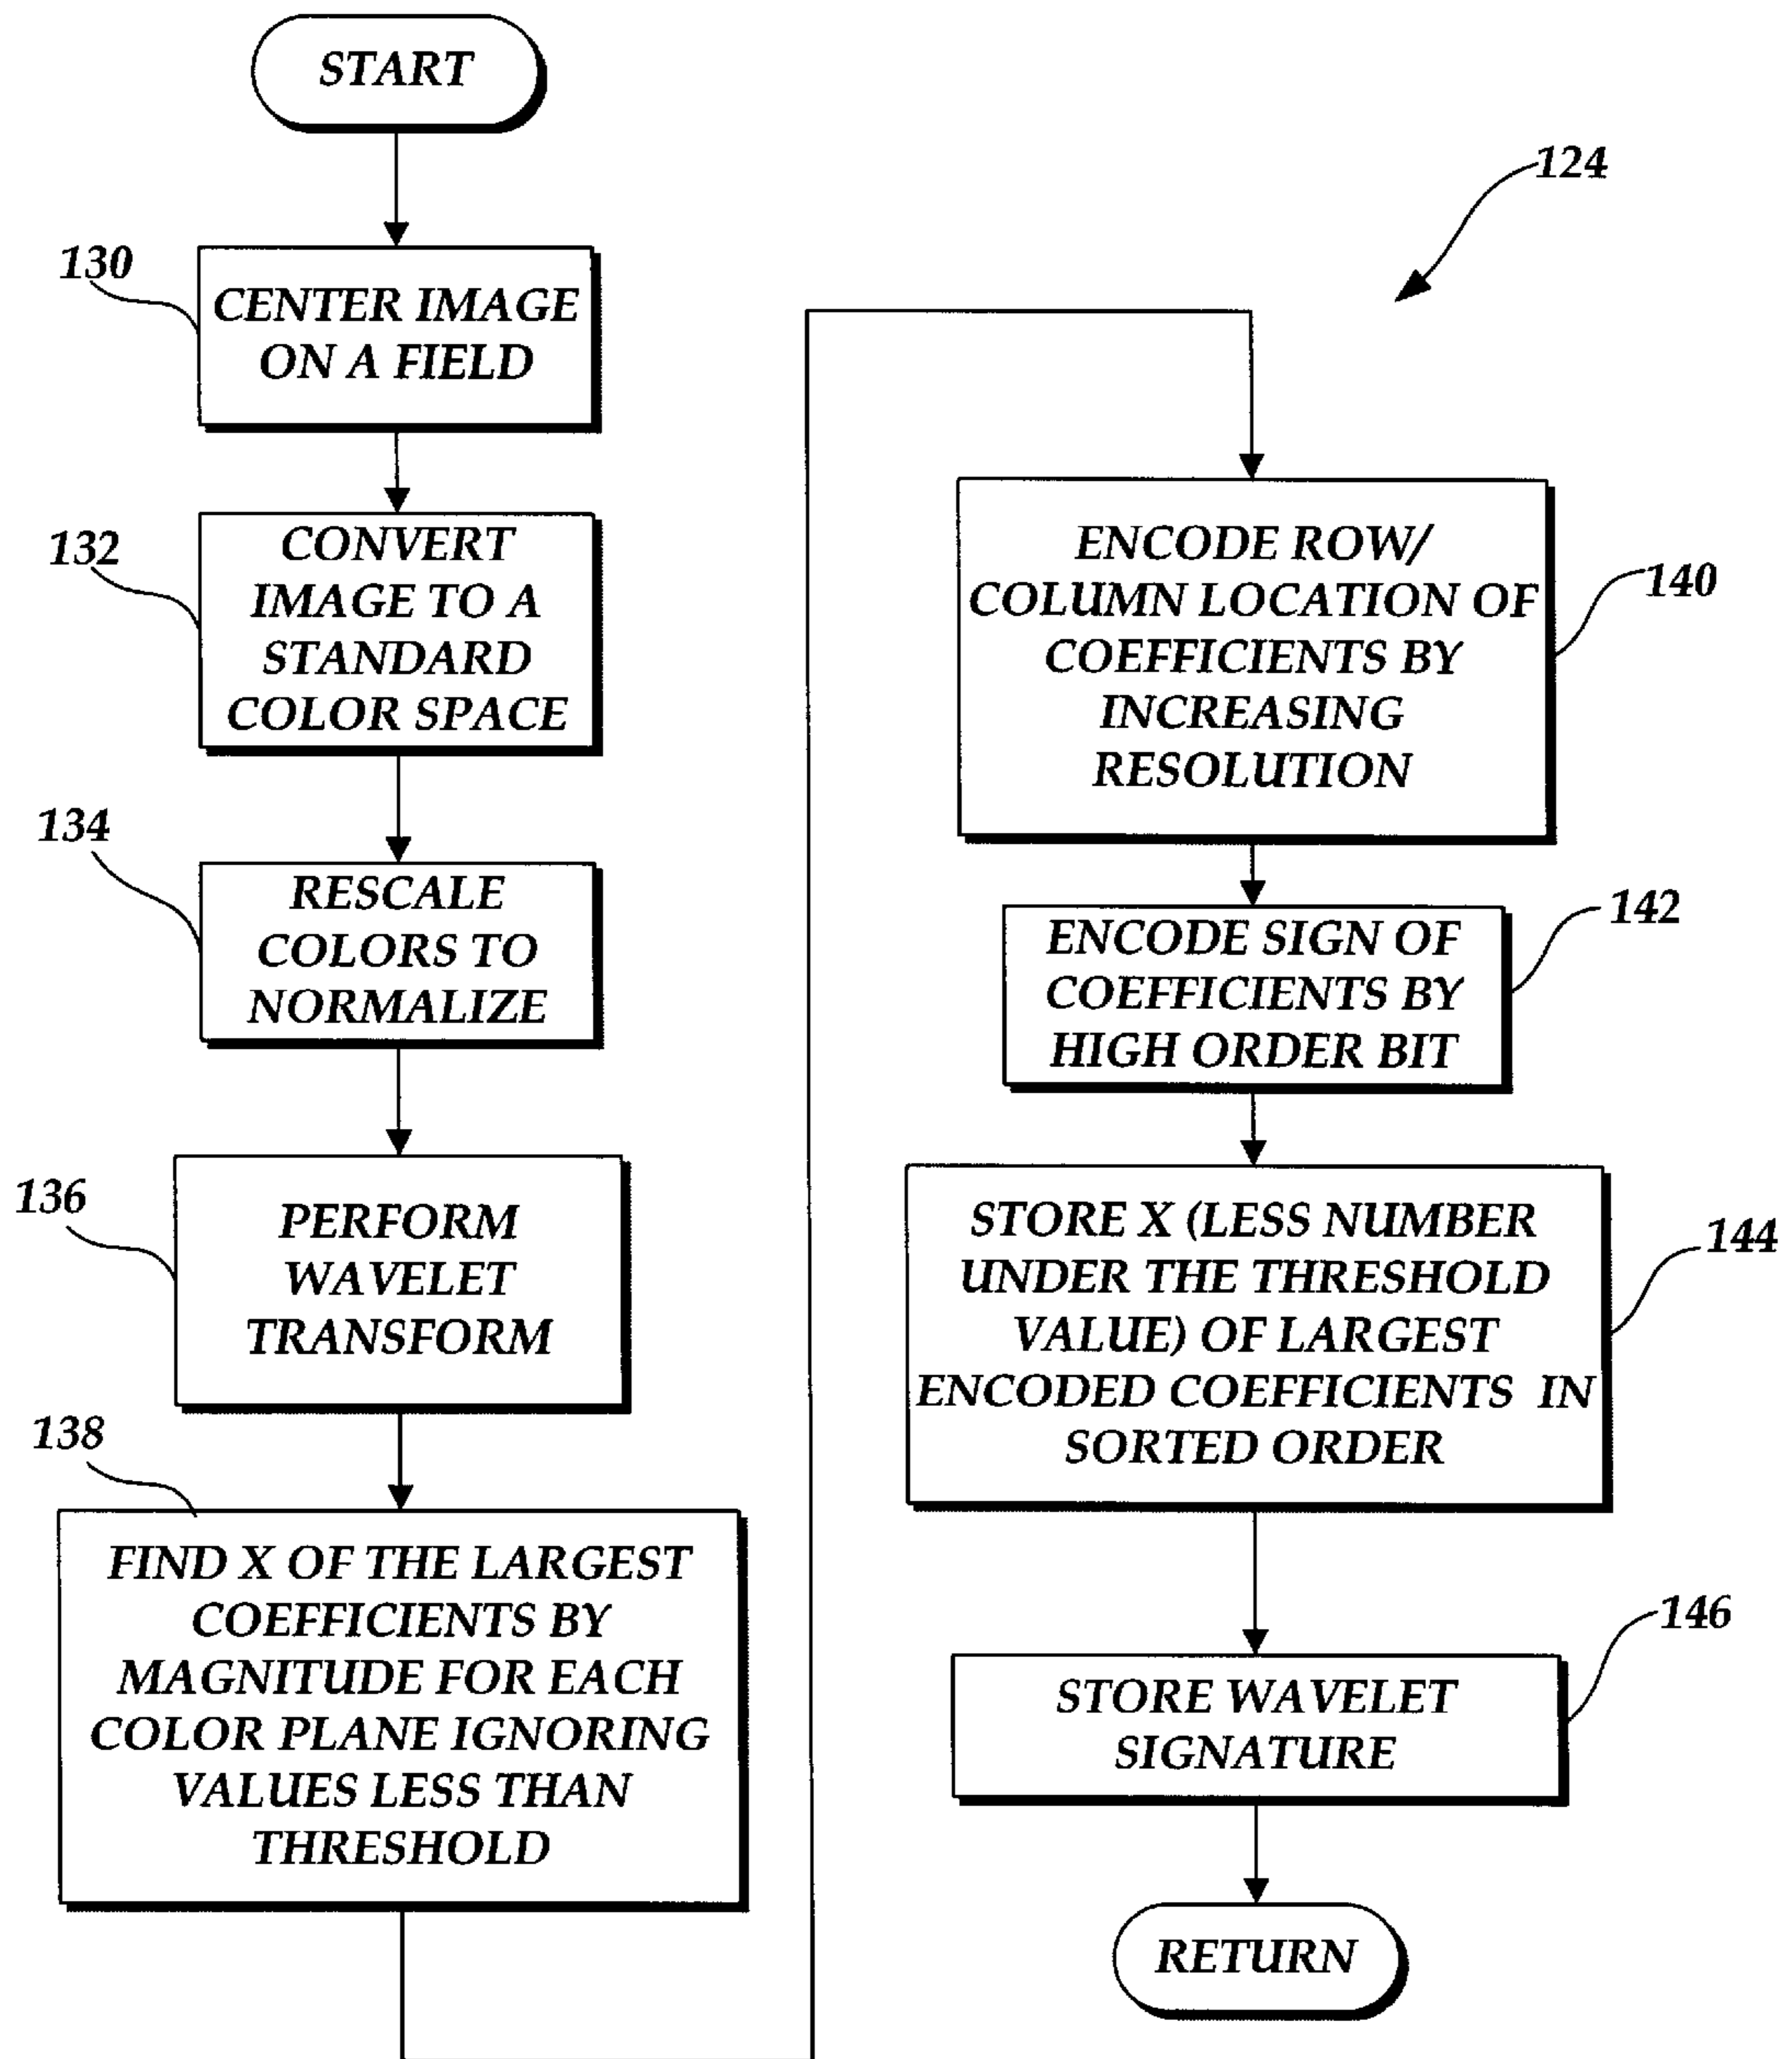 START
130
CENTER IMAGE
ON A FIELD
132
CONVERT
IMAGE TO A
STANDARD
COLOR SPACE
134
RESCALE
COLORS TO
NORMALIZE
136
PERFORM
WAVELET
TRANSFORM
138
FIND X OF THE LARGEST
COEFFICIENTS BY
MAGNITUDE FOR EACH
COLOR PLANE IGNORING
VALUES LESS THAN
THRESHOLD
124
ENCODE ROW/
COLUMN LOCATION OF
COEFFICIENTS BY
INCREASING
RESOLUTION
140
ENCODE SIGN OF
COEFFICIENTS BY
HIGH ORDER BIT
142
STORE X (LESS NUMBER
UNDER THE THRESHOLD
VALUE) OF LARGEST
ENCODED COEFFICIENTS IN
SORTED ORDER
144
STORE WAVELET
SIGNATURE
146
RETURN